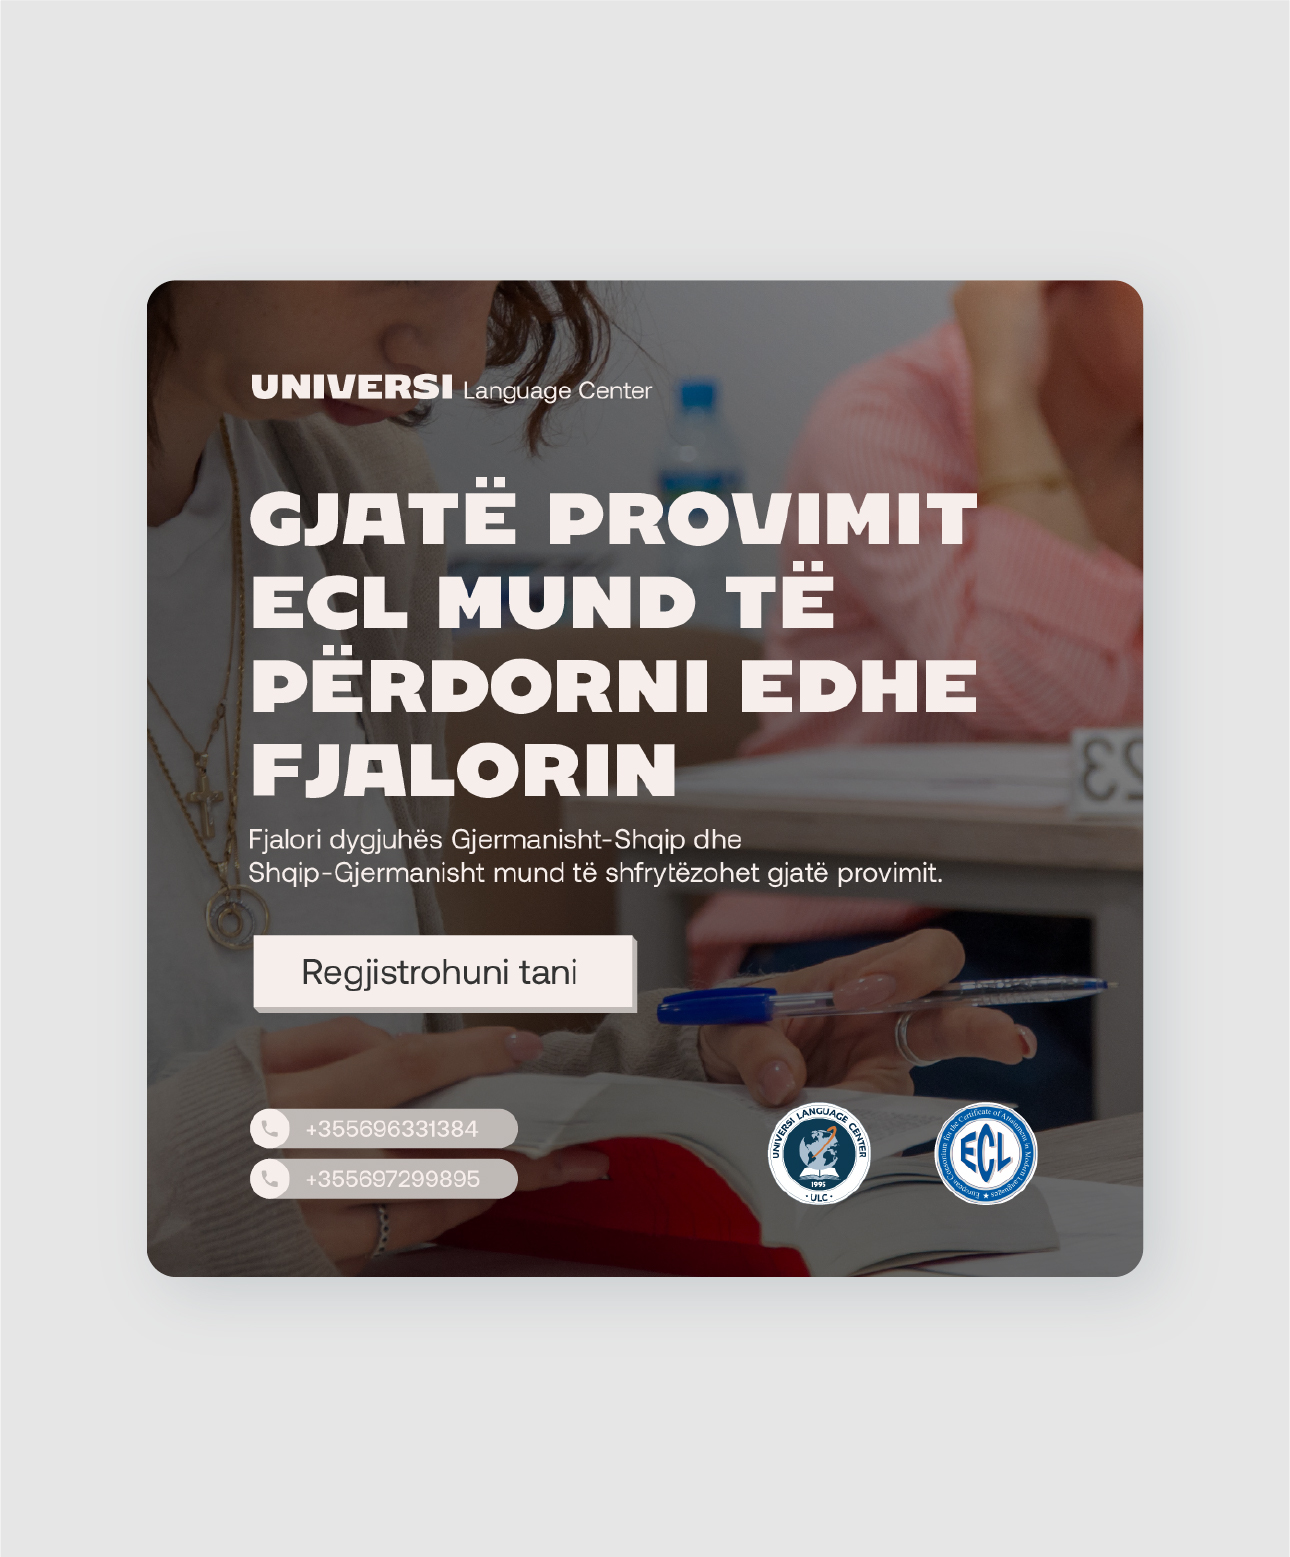 UNIVERSI Language Center
GJATË PROVIMIT
ECL MUND TË
PËRDORNI EDHE
FJALORIN
Fjalori dygjuhës Gjermanisht-Shqip dhe
Shqip-Gjermanisht mund të shfrytëzohet gjatë provimit.
Regjistrohuni tani
+355696331384
+355697299895
UNIVERSI LANGUAGE CENTER
1995
· ULC ·
European Consortium for the Certificate of Attainment in Modern Languages ★
ECL
23